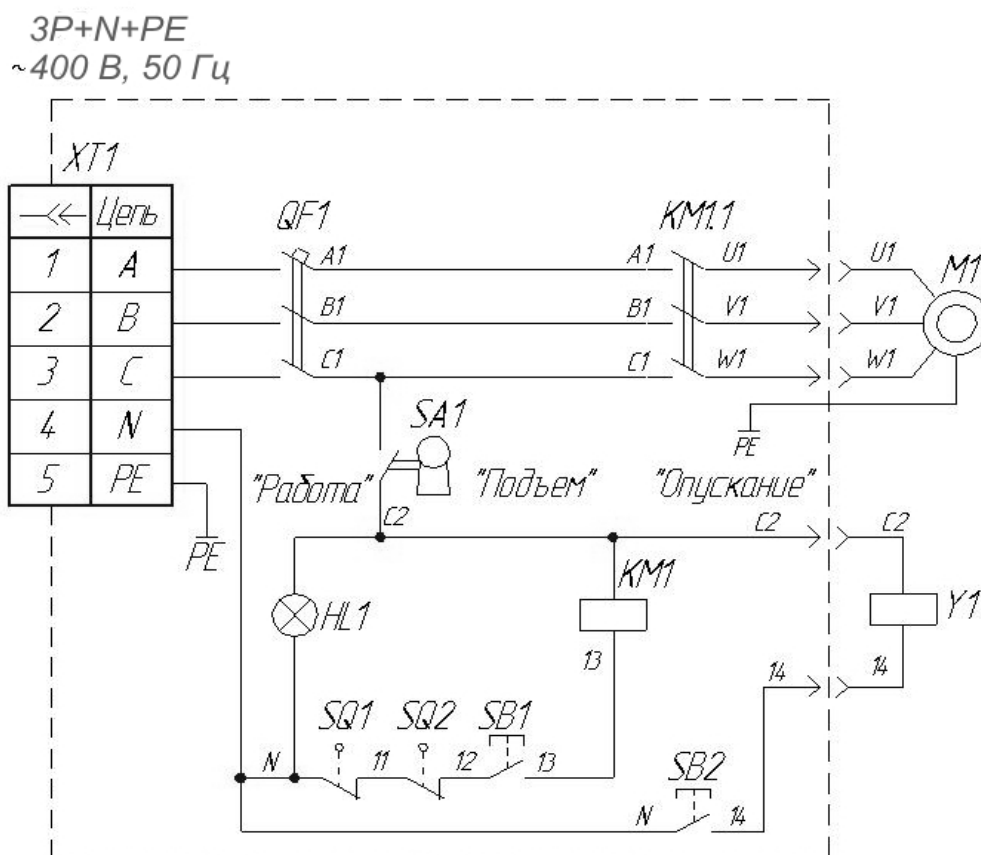 3P+N+PE
~400 В, 50 Гц
XT1
Цепь
1 A
2 B
3 C
4 N
5 PE
QF1
KM1.1
A1 A1 U1 U1 M1
B1 B1 V1 V1
C1 C1 W1 W1
SA1
PE
"Работа" "Подъем" "Опускание"
C2 C2 C2
PE
KM1
HL1 Y1
13
14 14
SQ1 SQ2 SB1
N 11 12 13
SB2
N 14